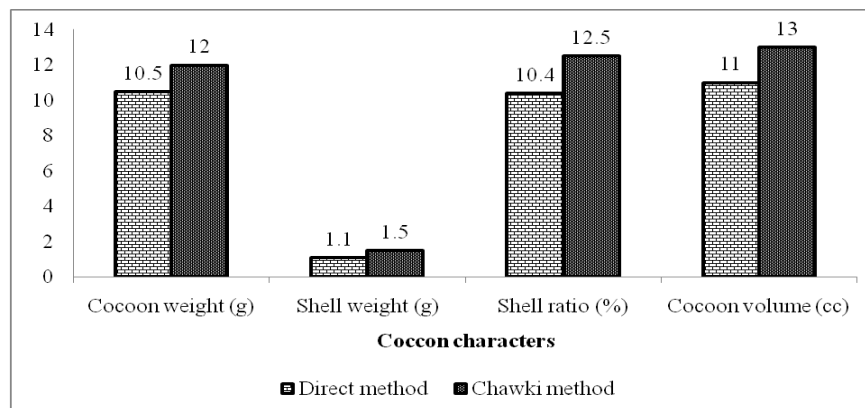 14
12
10
8
6
4
2
0
10.5
12
1.1
1.5
10.4
12.5
11
13
Cocoon weight (g)
Shell weight (g)
Shell ratio (%)
Cocoon volume (cc)
Coccon characters
Direct method
Chawki method